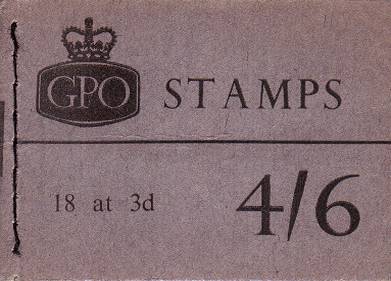 GPO STAMPS
18 at 3d 4/6